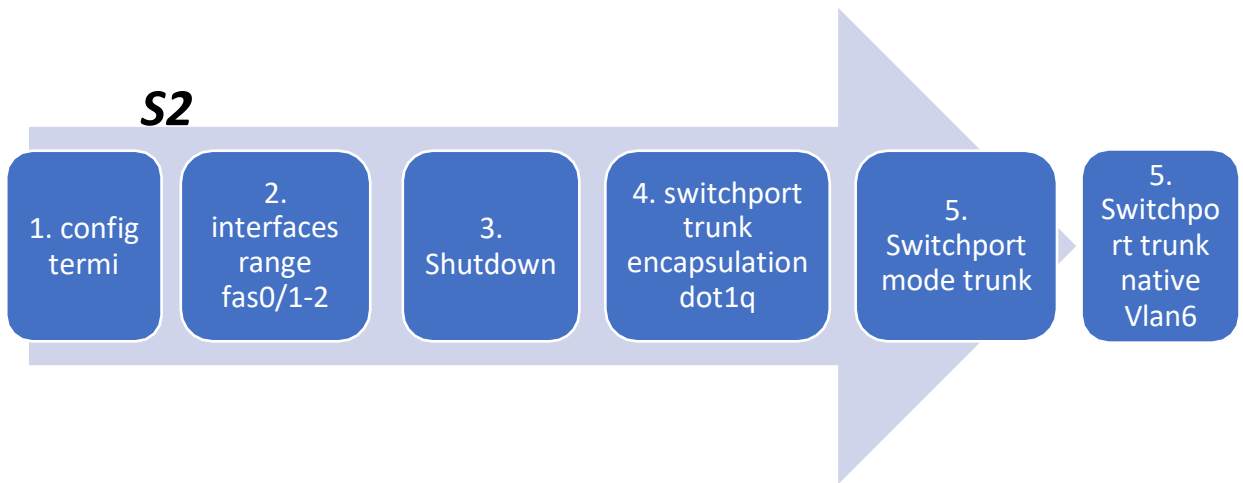 S2
1. config
termi
2.
interfaces
range
fas0/1-2
3.
Shutdown
4. switchport
trunk
encapsulation
dot1q
5.
Switchport
mode trunk
5.
Switchpo
rt trunk
native
Vlan6